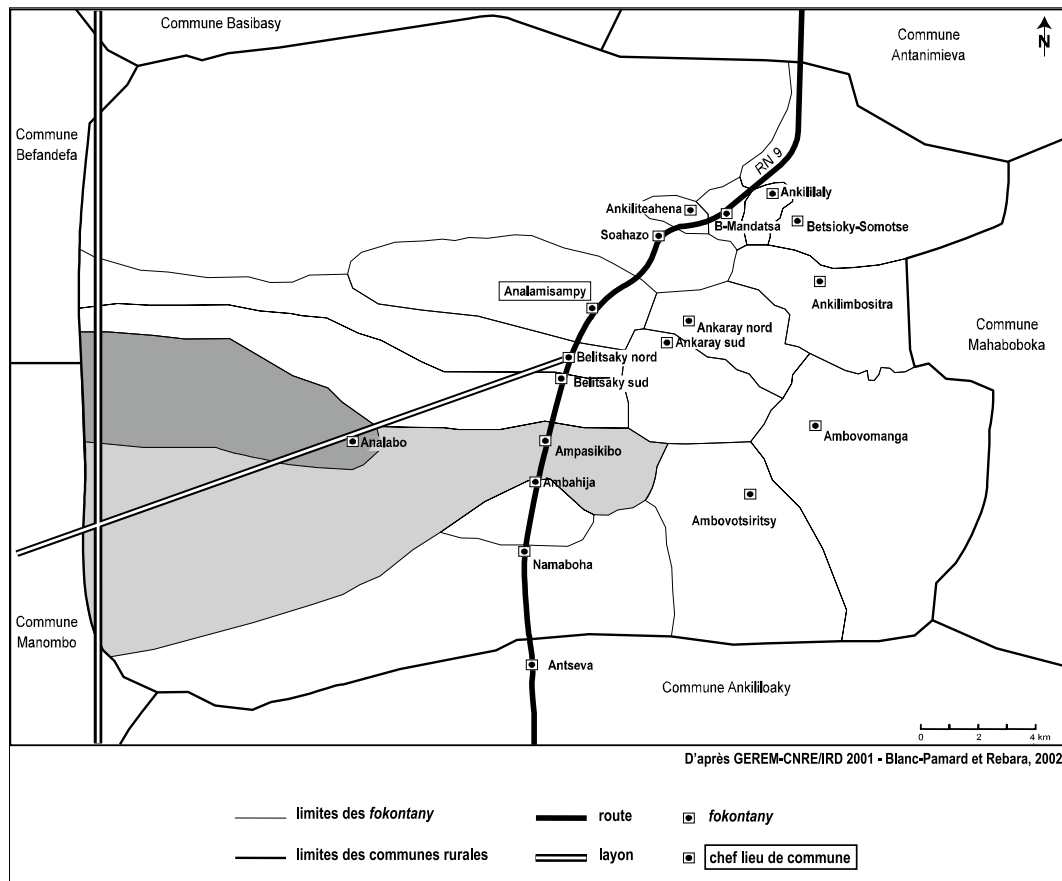 Commune Basibasy
Commune
Antanimieva
N
Commune
Befandefa
RN 9
Ankililaly
Ankiliteahena
B-Mandatsa
Betsioky-Somotse
Soahazo
Analamisampy
Ankilimbositra
Ankaray nord
Ankaray sud
Commune
Mahaboboka
Belitsaky nord
Belitsaky sud
Analabo
Ampasikibo
Ambovomanga
Ambahija
Ambovotsiritsy
Namaboha
Commune
Manombo
Antseva
Commune Ankililoaky
0 2 4 km
D'après GEREM-CNRE/IRD 2001 - Blanc-Pamard et Rebara, 2002
limites des fokontany
route
fokontany
limites des communes rurales
layon
chef lieu de commune